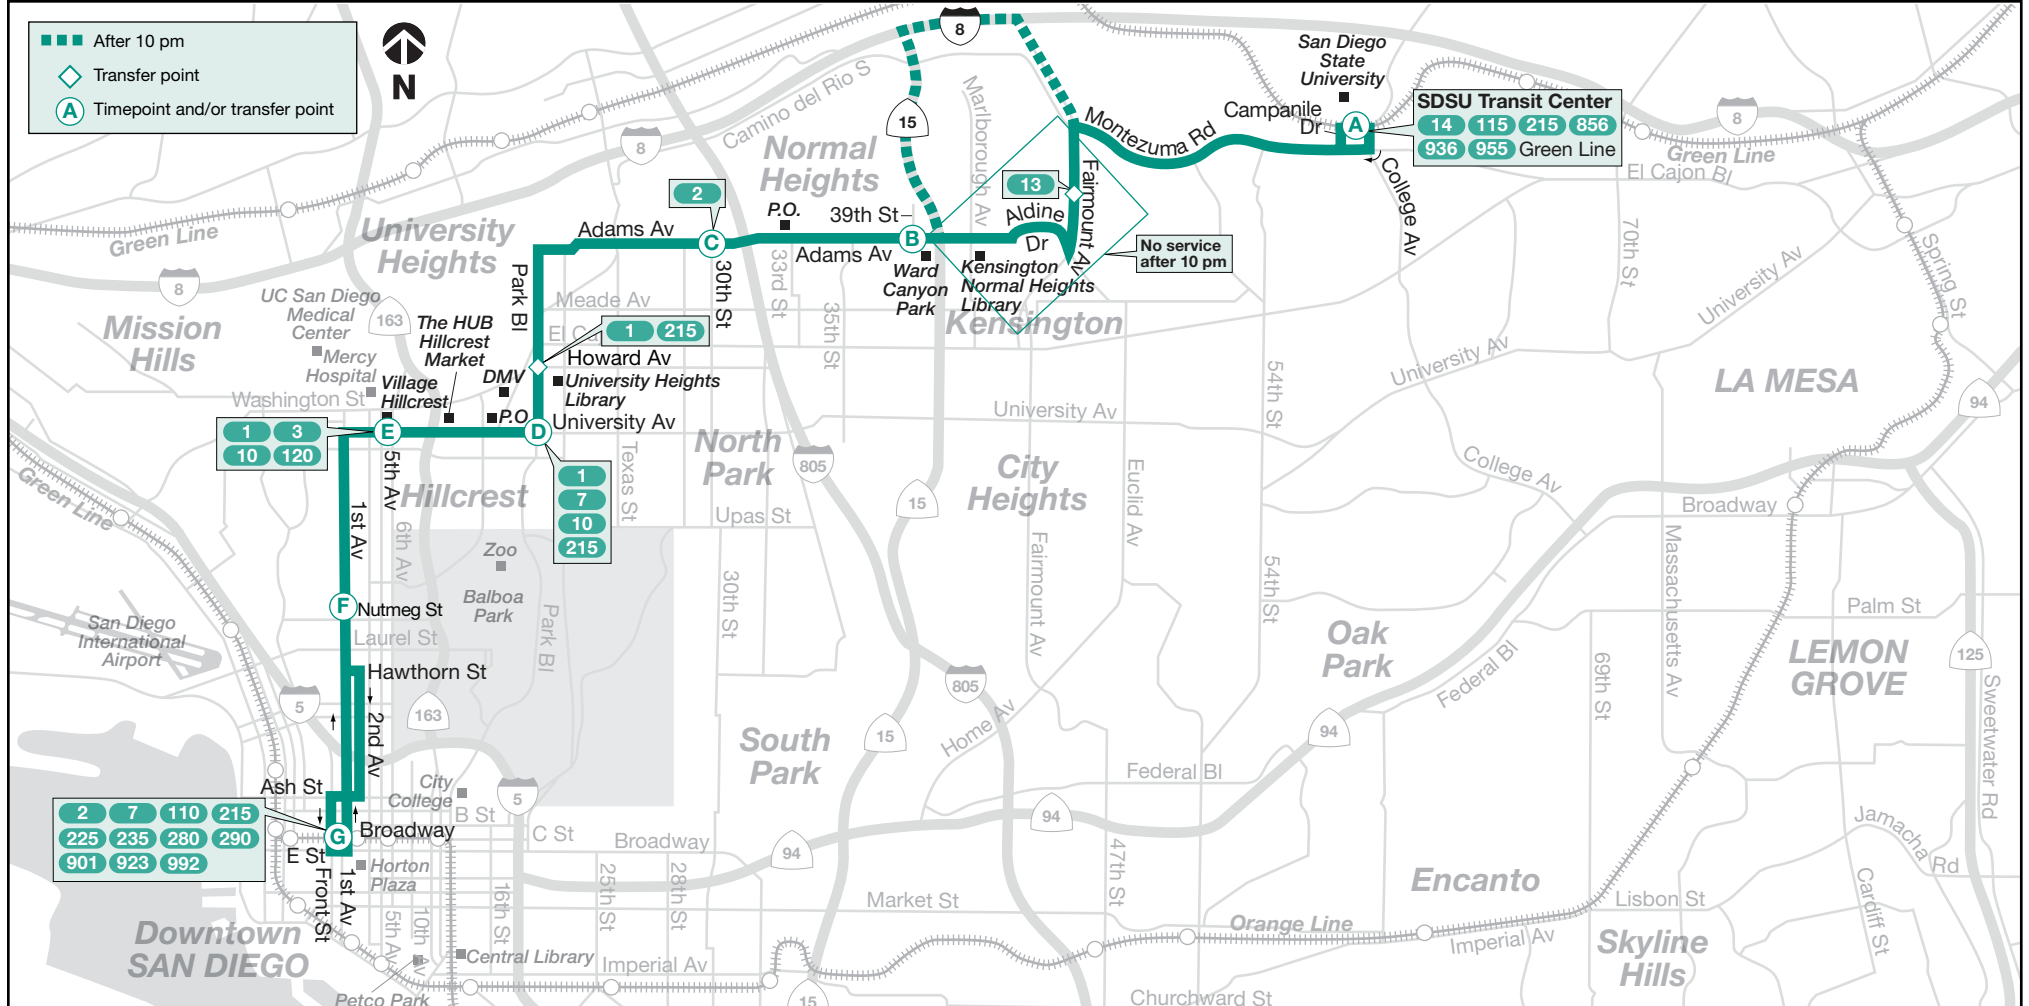 After 10 pm
Transfer point
A
Timepoint and/or transfer point
N
8
San Diego
State
University
SDSU Transit Center
14 115 215 856
936 955 Green Line
Campanile
Dr
A
Montezuma Rd
College Av
El Cajon Bl
Green Line
8
Camino del Rio S
15
Marlborough Av
Normal
Heights
8
2
P.O.
39th St
13
Aldine
Dr
Fairmount Av
No service
after 10 pm
Adams Av
C
B
Adams Av
Ward
Canyon
Park
Kensington
Normal Heights
Library
Kensington
University
Heights
Green Line
8
Park Bl
30th St
33rd St
35th St
70th St
University Av
Spring St
Meade Av
El Ca
1 215
Howard Av
University Heights
Library
University Av
UC San Diego
Medical
Center
163
The HUB
Hillcrest
Market
Mission
Hills
Mercy
Hospital
Washington St
Village
Hillcrest
DMV
P.O.
1 3
10 120
E
D
1
7
10
215
5th Av
Hillcrest
Texas St
North
Park
805
University Av
City
Heights
54th St
University Av
LA MESA
94
Euclid Av
College Av
Broadway
15
Upas St
Green Line
1st Av
6th Av
Zoo
Balboa
Park
Park Bl
30th St
Fairmount Av
54th St
Massachusetts Av
Palm St
F
Nutmeg St
Laurel St
San Diego
International
Airport
Oak
Park
Federal Bl
69th St
LEMON
GROVE
125
Sweetwater Rd
Hawthorn St
5
163
2nd Av
805
15
Home Av
94
South
Park
Federal Bl
Ash St
City
College
B St
5
C St
Broadway
94
94
2 7 110 215
225 235 280 290
901 923 992
G
Broadway
E St
Front St
1st Av
Horton
Plaza
5th Av
10th Av
16th St
25th St
28th St
47th St
Market St
Encanto
Jamacha Rd
Cardiff St
Lisbon St
Orange Line
Imperial Av
Skyline
Hills
Downtown
SAN DIEGO
Central Library
Imperial Av
Petco Park
15
Churchward St